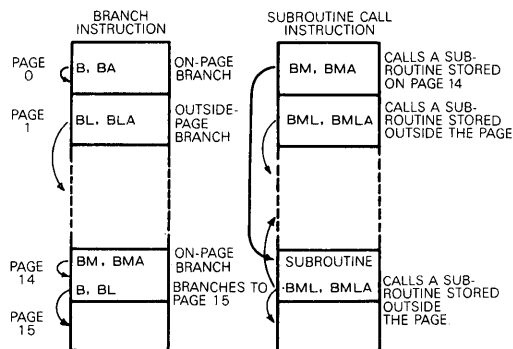 BRANCH
INSTRUCTION
PAGE
0
B, BA
ON-PAGE
BRANCH
PAGE
1
BL, BLA
OUTSIDE-
PAGE
BRANCH
PAGE
14
BM, BMA
ON-PAGE
BRANCH
B, BL
BRANCHES TO
PAGE 15
PAGE
15
SUBROUTINE CALL
INSTRUCTION
BM, BMA
CALLS A SUB-
ROUTINE STORED
ON PAGE 14
BML, BMLA
CALLS A SUB-
ROUTINE STORED
OUTSIDE THE PAGE
SUBROUTINE
·BML, BMLA
CALLS A SUB-
ROUTINE STORED
OUTSIDE
THE PAGE.